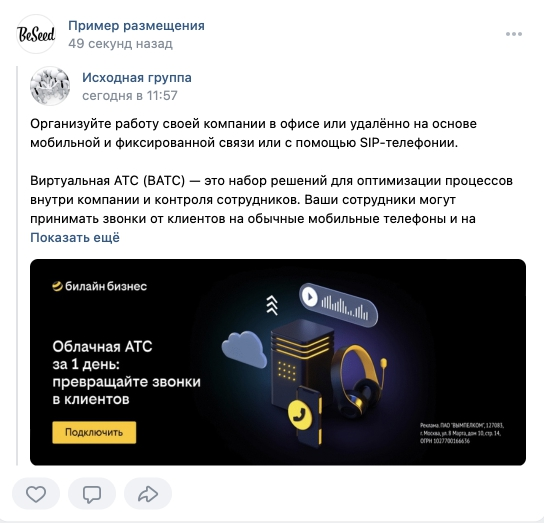 BeSeed
Пример размещения
49 секунд назад
Исходная группа
сегодня в 11:57
Организуйте работу своей компании в офисе или удалённо на основе
мобильной и фиксированной связи или с помощью SIP-телефонии.
Виртуальная АТС (ВАТС) — это набор решений для оптимизации процессов
внутри компании и контроля сотрудников. Ваши сотрудники могут
принимать звонки от клиентов на обычные мобильные телефоны и на
Показать ещё
билайн бизнес
Облачная АТС
за 1 день:
превращайте звонки
в клиентов
Подключить
Реклама. ПАО "ВЫМПЕЛКОМ", 127083,
г. Москва, ул. 8 Марта, дом 10, стр. 14,
ОГРН 1027700166636